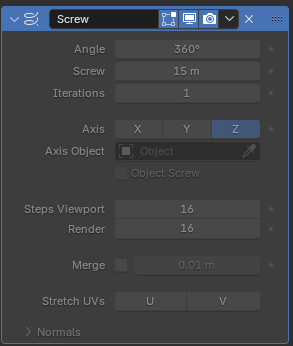 Screw
Angle 360°
Screw 15 m
Iterations 1
Axis X Y Z
Axis Object Object
Object Screw
Steps Viewport 16
Render 16
Merge 0.01 m
Stretch UVs U V
Normals